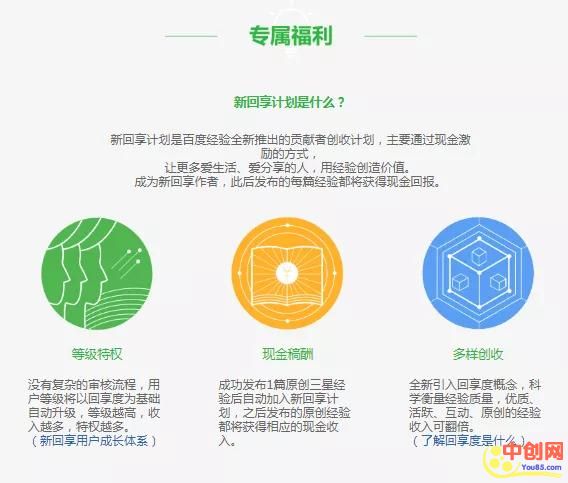 专属福利
新回享计划是什么？
新回享计划是百度经验全新推出的贡献者创收计划，主要通过现金激
励的方式，
让更多爱生活、爱分享的人，用经验创造价值。
成为新回享作者，此后发布的每篇经验都将获得现金回报。
等级特权
没有复杂的审核流程，用
户等级将以回享度为基础
自动升级，等级越高，收
入越多，特权越多。
（新回享用户成长体系）
现金稿酬
成功发布1篇原创三星经
验后自动加入新回享计
划，之后发布的原创经验
都将获得相应的现金收
入。
多样创收
全新引入回享度概念，科
学衡量经验质量，优质、
活跃、互动、原创的经验
收入可翻倍。
（了解回享度是什么）
中创网
You85.com